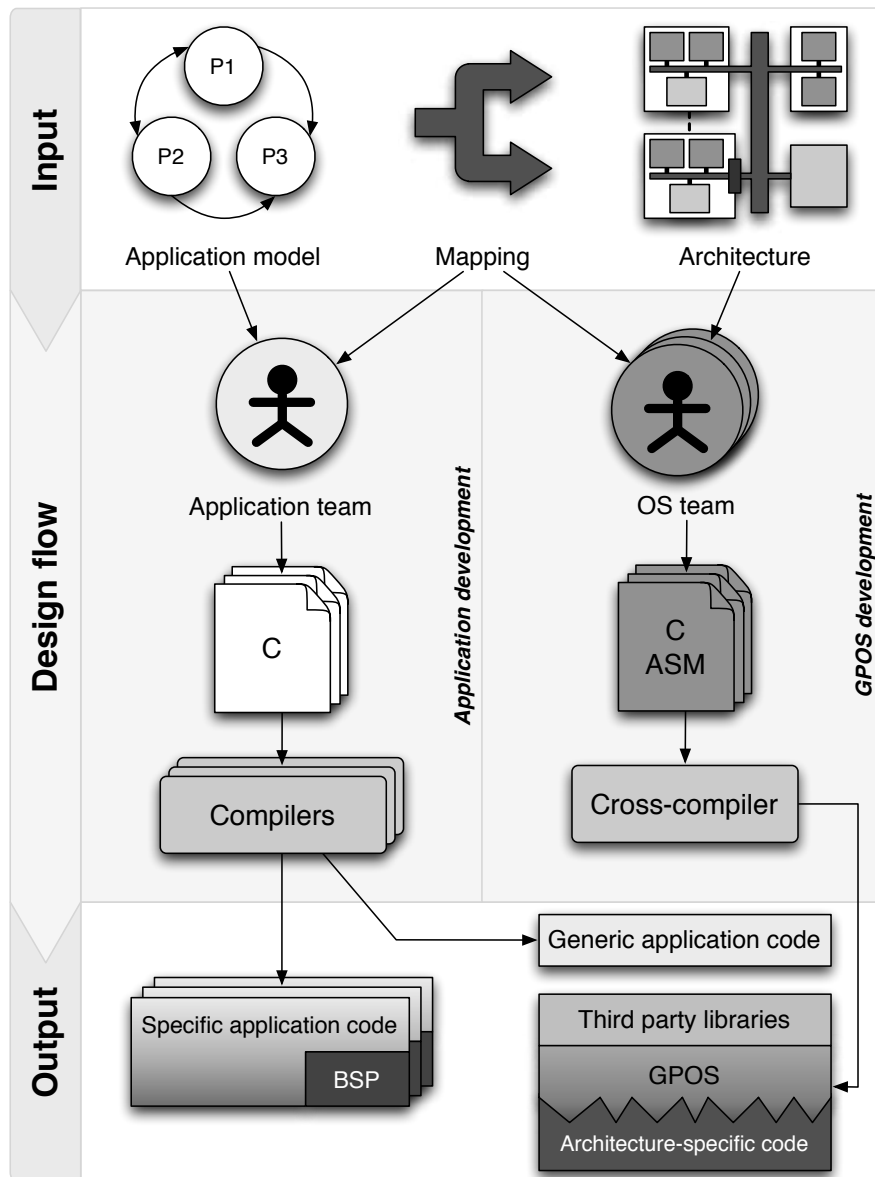 Input
P1
P2
P3
Application model
Mapping
Architecture
Design flow
Application team
OS team
Application development
GPOS development
C
C
ASM
Compilers
Cross-compiler
Output
Generic application code
Specific application code
BSP
Third party libraries
GPOS
Architecture-specific code